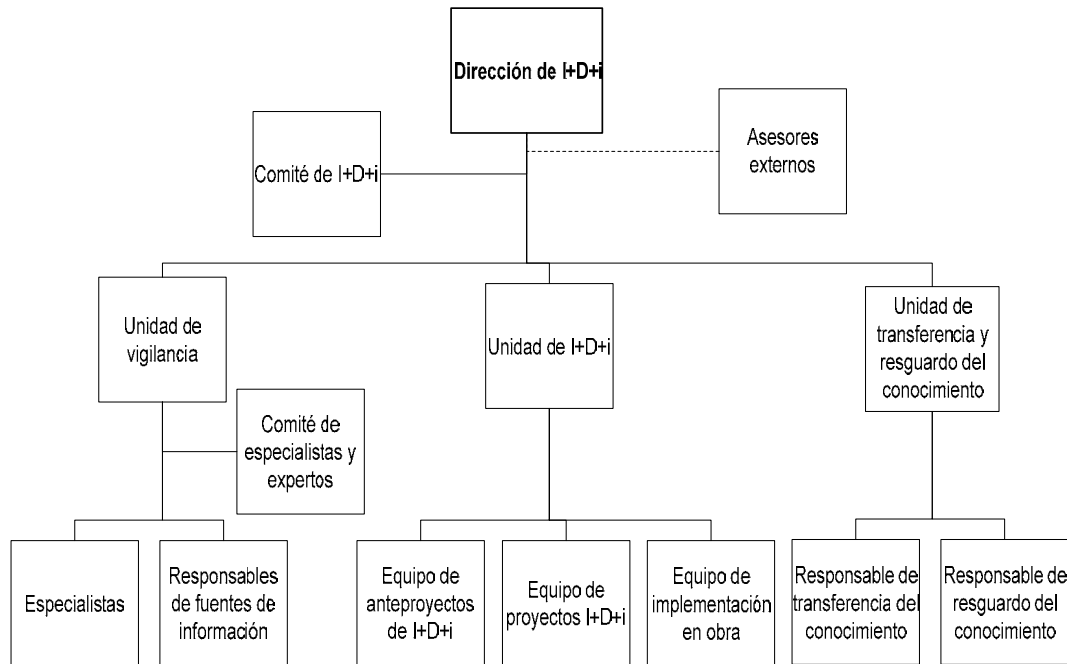 Dirección de I+D+i
Comité de I+D+i
Asesores
externos
Unidad de
vigilancia
Unidad de I+D+i
Unidad de
transferencia y
resguardo del
conocimiento
Comité de
especialistas y
expertos
Especialistas
Responsables
de fuentes de
información
Equipo de
anteproyectos
de I+D+i
Equipo de
proyectos I+D+i
Equipo de
implementación
en obra
Responsable de
transferencia del
conocimiento
Responsable de
resguardo del
conocimiento